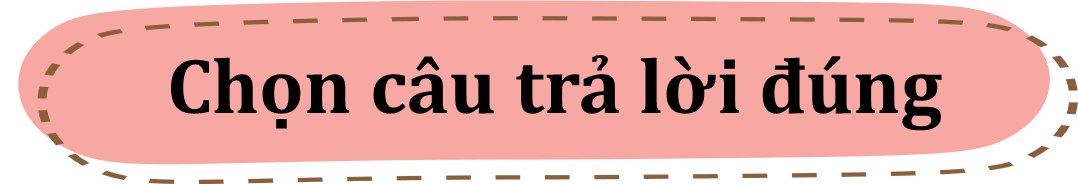 Chọn câu trả lời đúng